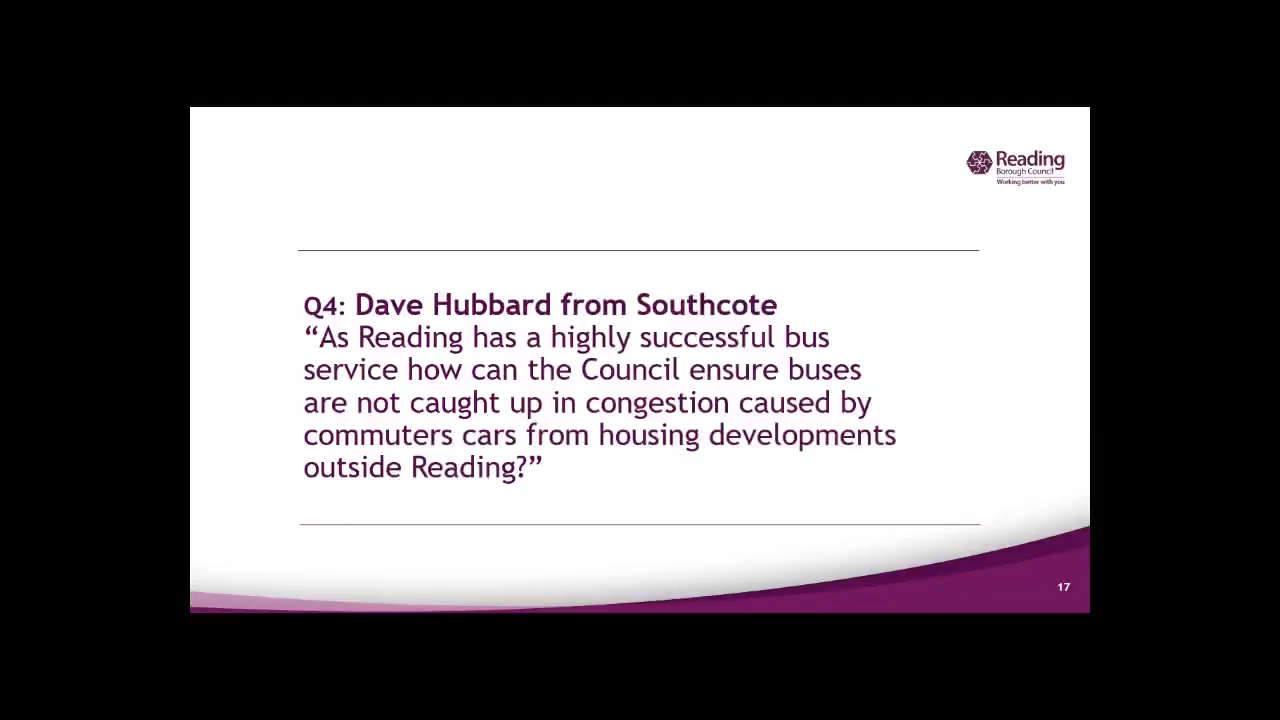 Reading
Borough Council
Working better with you
Q4: Dave Hubbard from Southcote
“As Reading has a highly successful bus
service how can the Council ensure buses
are not caught up in congestion caused by
commuters cars from housing developments
outside Reading?”
17